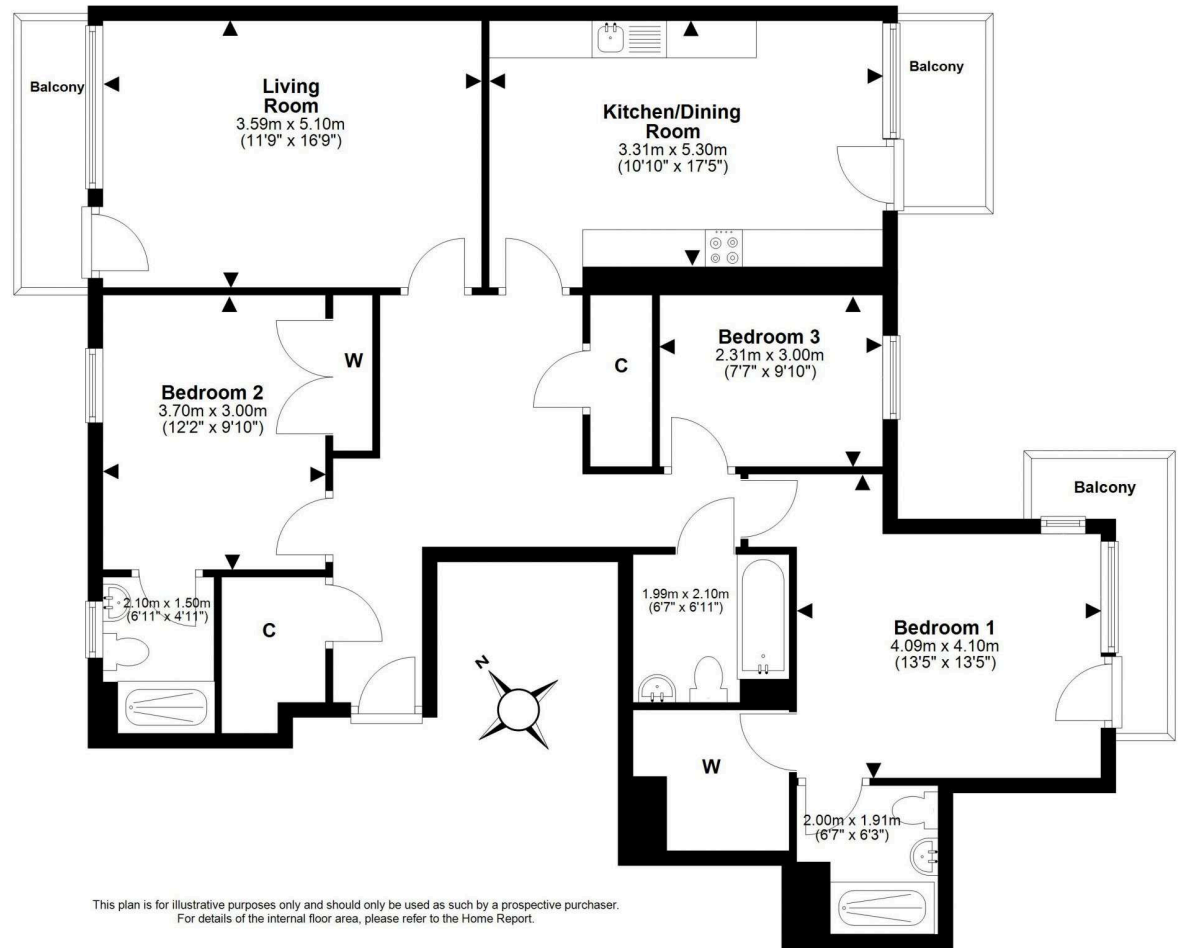 Balcony
Living
Room
3.59m x 5.10m
(11'9" x 16'9")
Kitchen/Dining
Room
3.31m x 5.30m
(10'10" x 17'5")
Balcony
Bedroom 2
3.70m x 3.00m
(12'2" x 9'10")
W
C
Bedroom 3
2.31m x 3.00m
(7'7" x 9'10")
Balcony
2.10m x 1.50m
(6'11" x 4'11")
C
N
1.99m x 2.10m
(6'7" x 6'11")
Bedroom 1
4.09m x 4.10m
(13'5" x 13'5")
W
2.00m x 1.91m
(6'7" x 6'3")
This plan is for illustrative purposes only and should only be used as such by a prospective purchaser.
For details of the internal floor area, please refer to the Home Report.